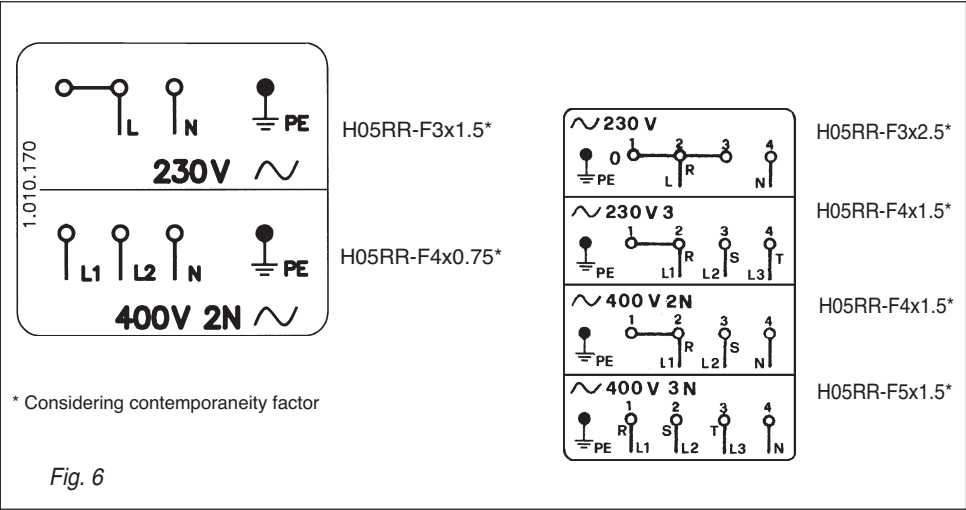 L N PE
230V
H05RR-F3x1.5*
1.010.170
L1 L2 N PE
400V 2N
H05RR-F4x0.75*
* Considering contemporaneity factor
Fig. 6
230 V
1 2 3 4
0
PE L R N
H05RR-F3x2.5*
230 V 3
1 2 3 4
R S T
PE L1 L2 L3
H05RR-F4x1.5*
400 V 2N
1 2 3 4
R S
PE L1 L2 N
H05RR-F4x1.5*
400 V 3N
1 2 3 4
R S T
PE L1 L2 L3 N
H05RR-F5x1.5*